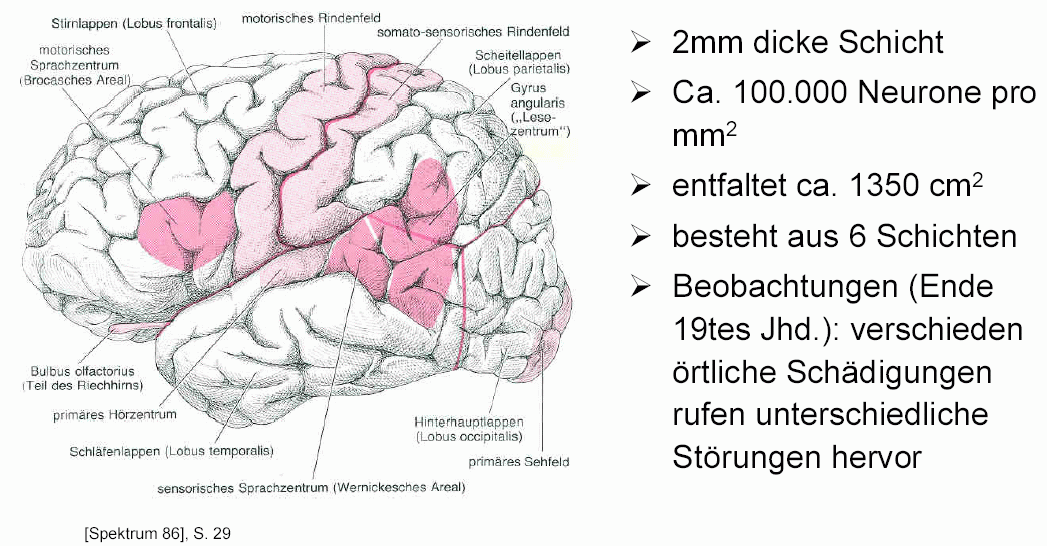 Stirnlappen (Lobus frontalis)
motorisches Rindenfeld
somato-sensorisches Rindenfeld
motorisches
Sprachzentrum
(Brocasches Areal)
Scheitellappen
(Lobus parietalis)
Gyrus
angularis
(„Lese-
zentrum“)
Bulbus olfactorius
(Teil des Riechhirns)
primäres Hörzentrum
Schläfenlappen (Lobus temporalis)
Hinterhauptlappen
(Lobus occipitalis)
primäres Sehfeld
sensorisches Sprachzentrum (Wernickesches Areal)
[Spektrum 86], S. 29
➢ 2mm dicke Schicht
➢ Ca. 100.000 Neurone pro
mm²
➢ entfaltet ca. 1350 cm²
➢ besteht aus 6 Schichten
➢ Beobachtungen (Ende
19tes Jhd.): verschieden
örtliche Schädigungen
rufen unterschiedliche
Störungen hervor